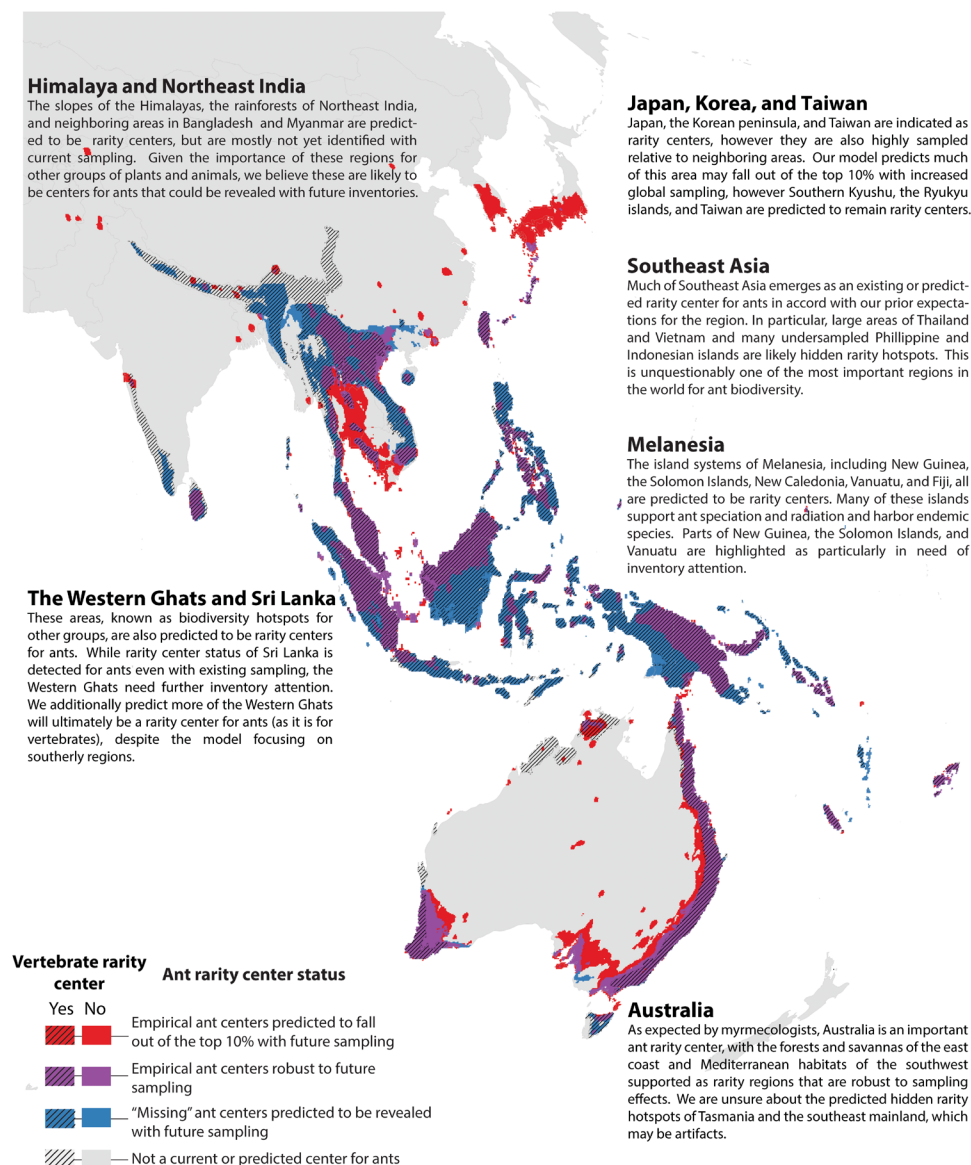 Himalaya and Northeast India
The slopes of the Himalayas, the rainforests of Northeast India,
and neighboring areas in Bangladesh and Myanmar are predict-
ed to be rarity centers, but are mostly not yet identified with
current sampling. Given the importance of these regions for
other groups of plants and animals, we believe these are likely to
be centers for ants that could be revealed with future inventories.
Japan, Korea, and Taiwan
Japan, the Korean peninsula, and Taiwan are indicated as
rarity centers, however they are also highly sampled
relative to neighboring areas. Our model predicts much
of this area may fall out of the top 10% with increased
global sampling, however Southern Kyushu, the Ryukyu
islands, and Taiwan are predicted to remain rarity centers.
Southeast Asia
Much of Southeast Asia emerges as an existing or predict-
ed rarity center for ants in accord with our prior expecta-
tions for the region. In particular, large areas of Thailand
and Vietnam and many undersampled Phillippine and
Indonesian islands are likely hidden rarity hotspots. This
is unquestionably one of the most important regions in
the world for ant biodiversity.
Melanesia
The island systems of Melanesia, including New Guinea,
the Solomon Islands, New Caledonia, Vanuatu, and Fiji, all
are predicted to be rarity centers. Many of these islands
support ant speciation and radiation and harbor endemic
species. Parts of New Guinea, the Solomon Islands, and
Vanuatu are highlighted as particularly in need of
inventory attention.
The Western Ghats and Sri Lanka
These areas, known as biodiversity hotspots for
other groups, are also predicted to be rarity centers
for ants. While rarity center status of Sri Lanka is
detected for ants even with existing sampling, the
Western Ghats need further inventory attention.
We additionally predict more of the Western Ghats
will ultimately be a rarity center for ants (as it is for
vertebrates), despite the model focusing on
southerly regions.
Vertebrate rarity
center
Ant rarity center status
Yes No
Empirical ant centers predicted to fall
out of the top 10% with future sampling
Empirical ant centers robust to future
sampling
“Missing” ant centers predicted to be revealed
with future sampling
Not a current or predicted center for ants
Australia
As expected by myrmecologists, Australia is an important
ant rarity center, with the forests and savannas of the east
coast and Mediterranean habitats of the southwest
supported as rarity regions that are robust to sampling
effects. We are unsure about the predicted hidden rarity
hotspots of Tasmania and the southeast mainland, which
may be artifacts.